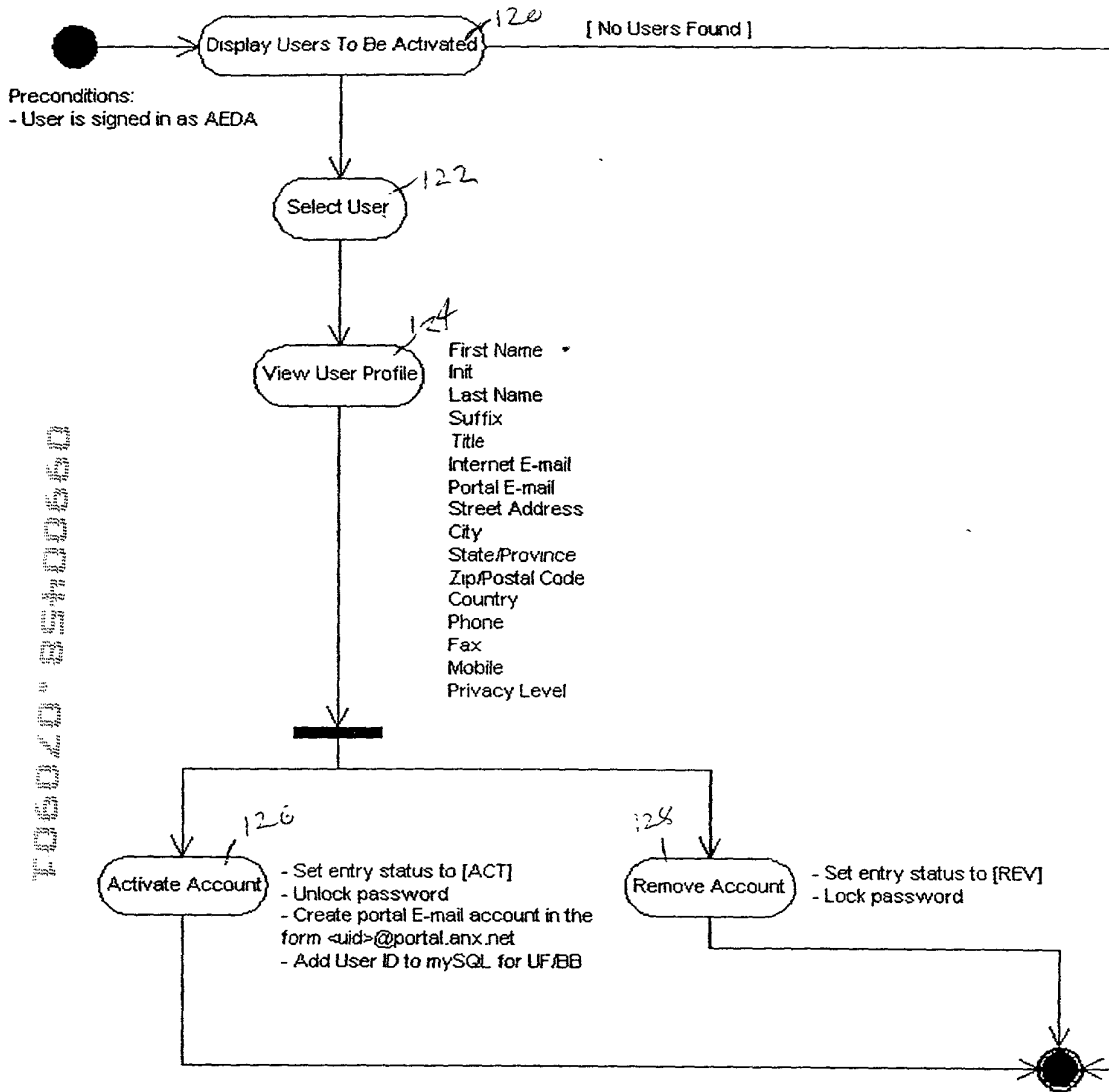 120
Display Users To Be Activated
[ No Users Found ]
Preconditions:
- User is signed in as AEDA
122
Select User
124
View User Profile
First Name
Init
Last Name
Suffix
Title
Internet E-mail
Portal E-mail
Street Address
City
State/Province
Zip/Postal Code
Country
Phone
Fax
Mobile
Privacy Level
126
Activate Account
- Set entry status to [ACT]
- Unlock password
- Create portal E-mail account in the
form <uid>@portal.anx.net
- Add User ID to mySQL for UF/BB
128
Remove Account
- Set entry status to [REV]
- Lock password